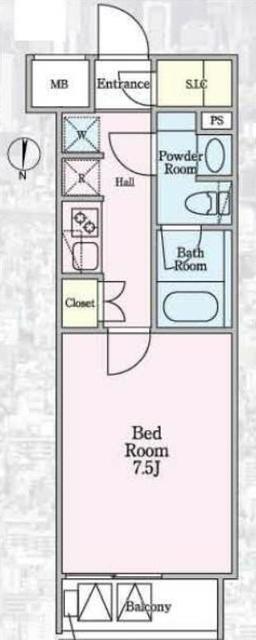 MB
Entrance
S.I.C
PS
W
Powder
Room
R
Hall
N
Bath
Room
Closet
Bed
Room
7.5J
Balcony